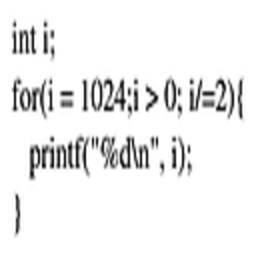 int i;
for(i = 1024;i > 0; i/=2){
printf("%d\n", i);
}